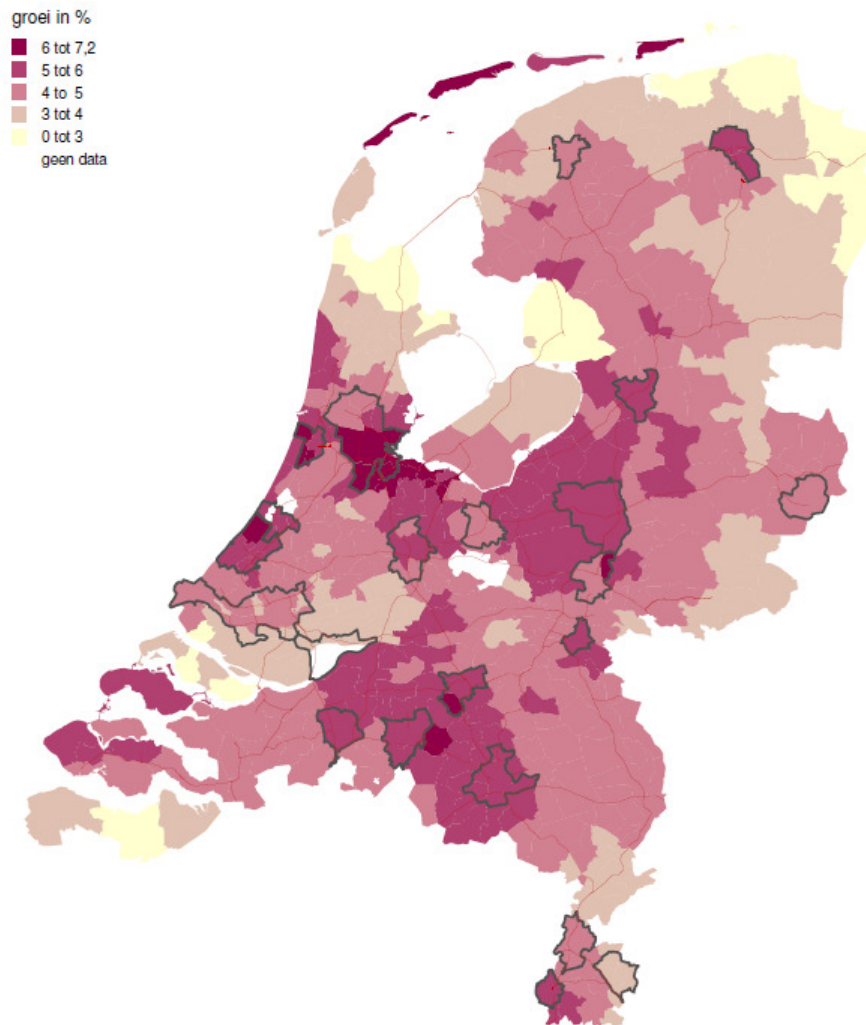 groei in %
6 tot 7,2
5 tot 6
4 to 5
3 tot 4
0 tot 3
geen data